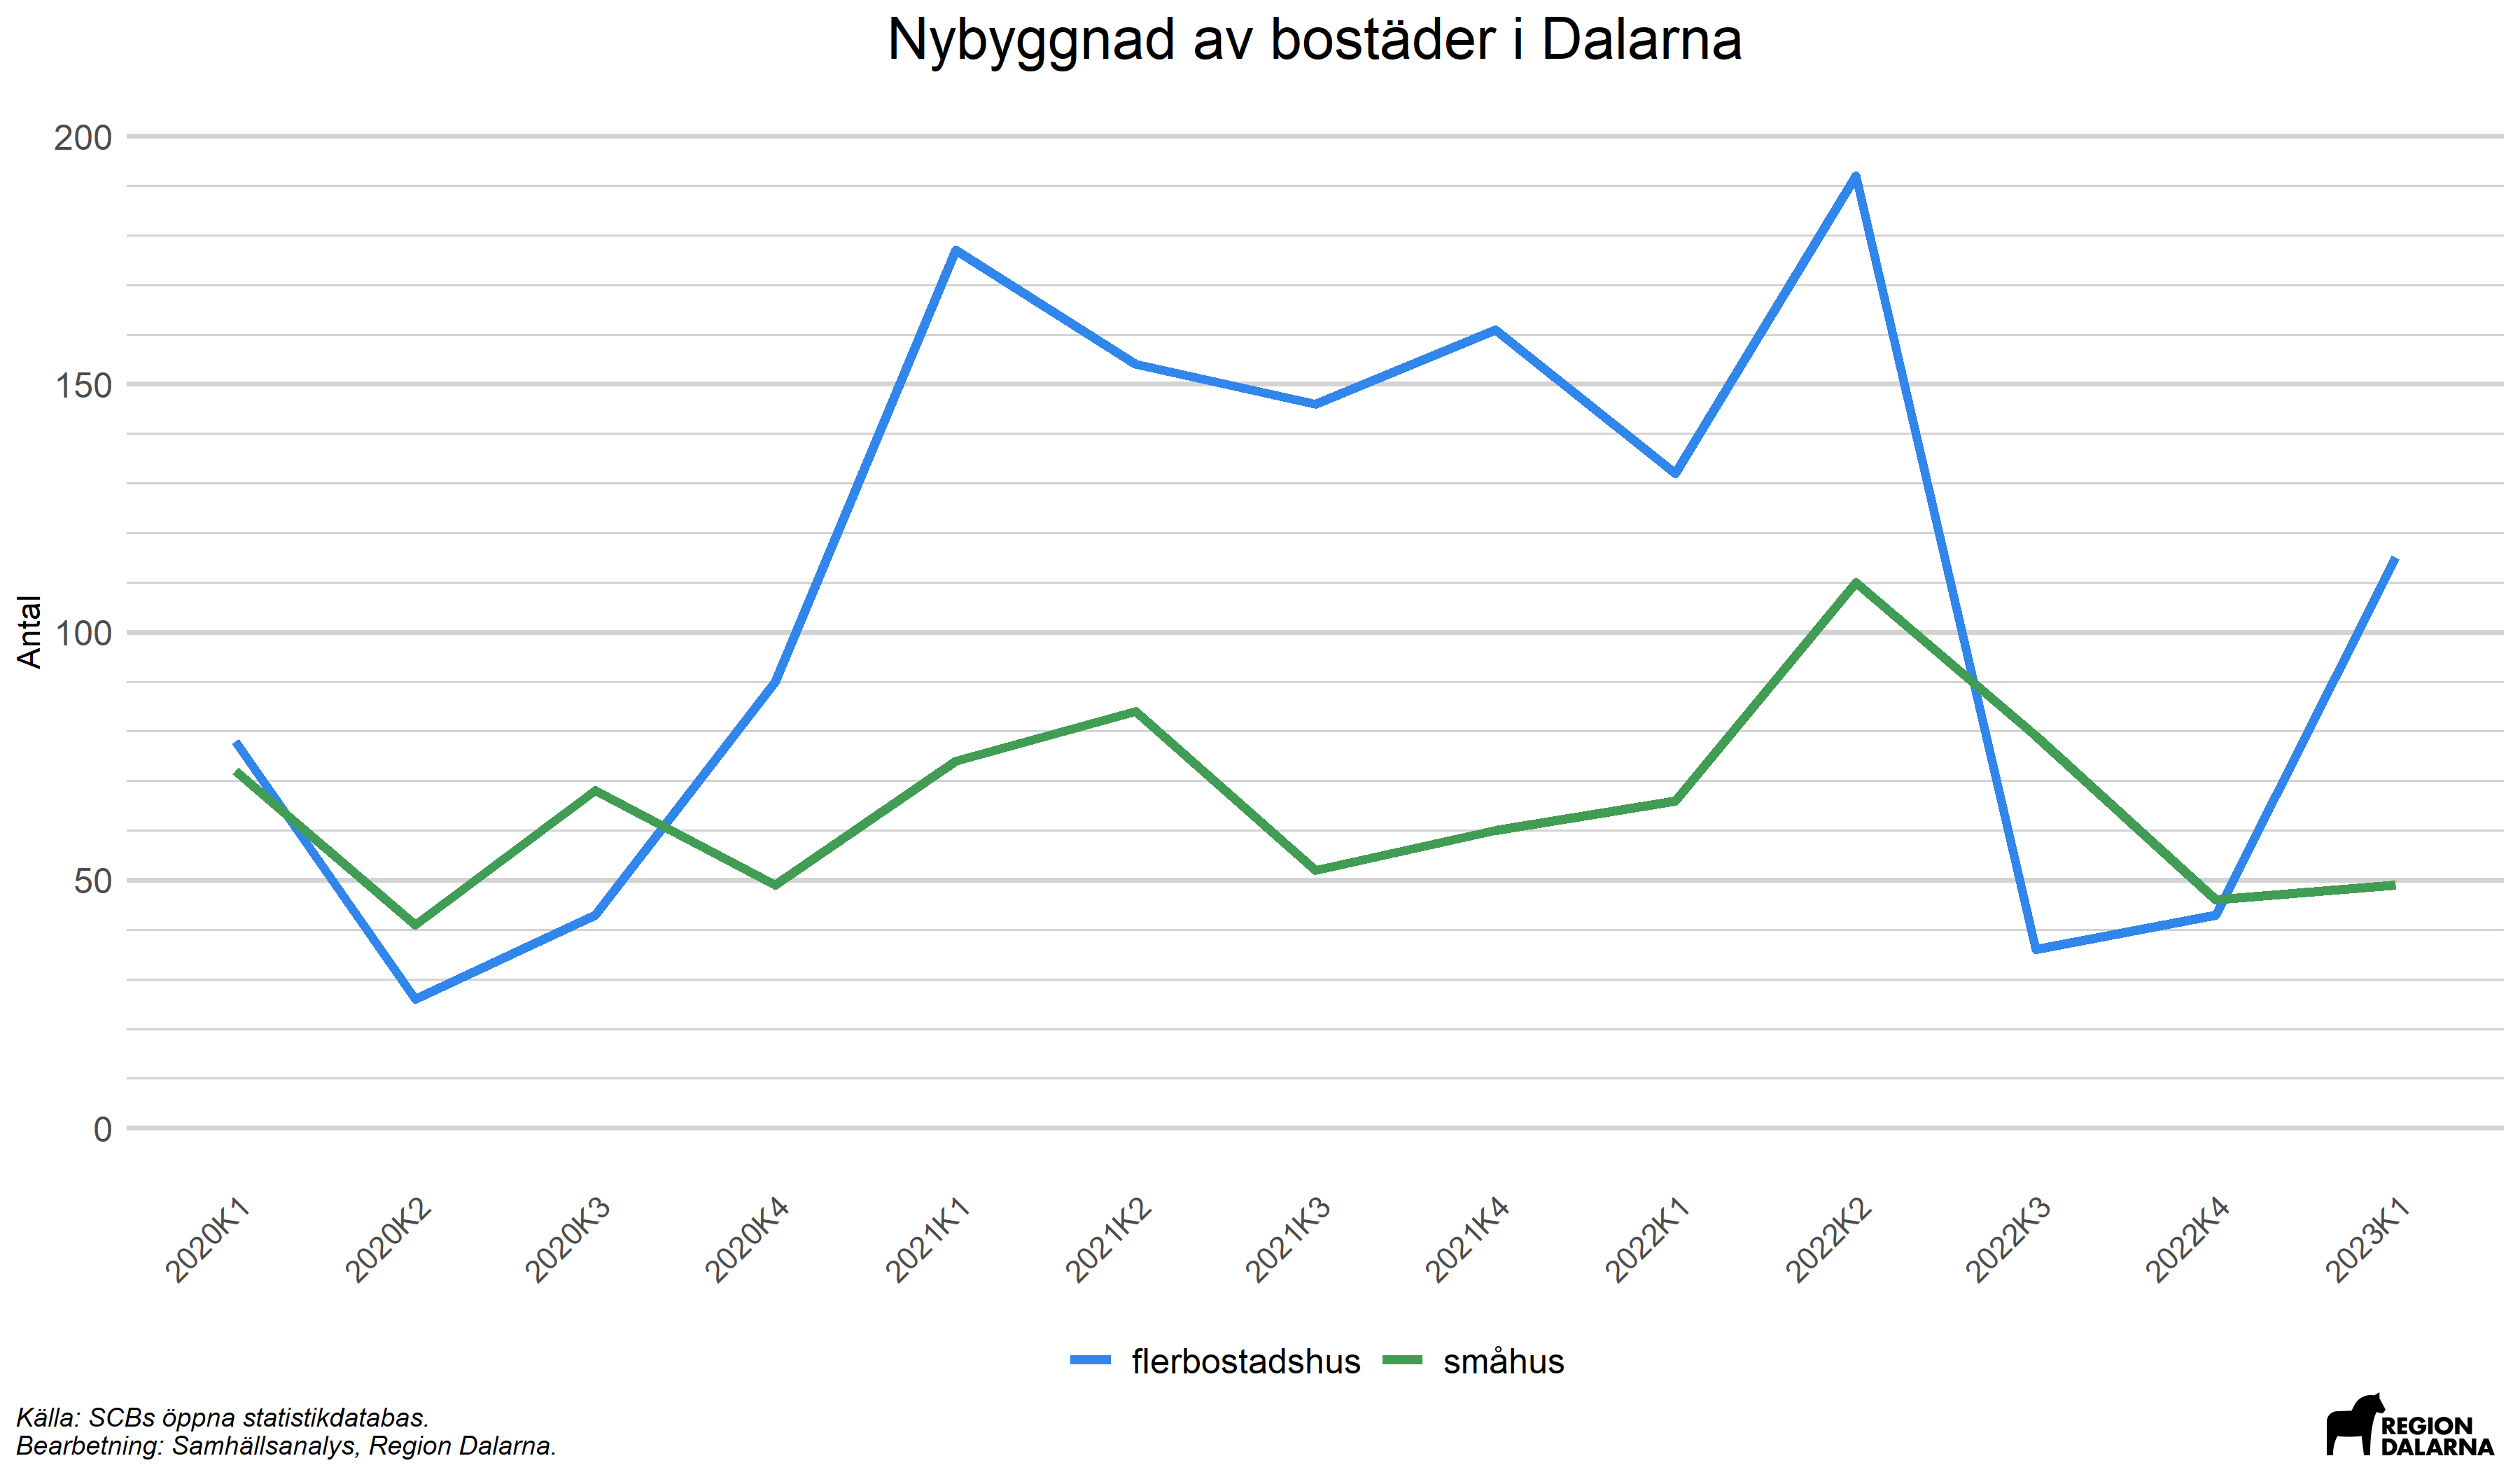 Nybyggnad av bostäder i Dalarna
200
150
100
50
0
Antal
2020K1
2020K2
2020K3
2020K4
2021K1
2021K2
2021K3
2021K4
2022K1
2022K2
2022K3
2022K4
2023K1
flerbostadshus
småhus
Källa: SCBs öppna statistikdatabas.
Bearbetning: Samhällsanalys, Region Dalarna.
REGION
DALARNA